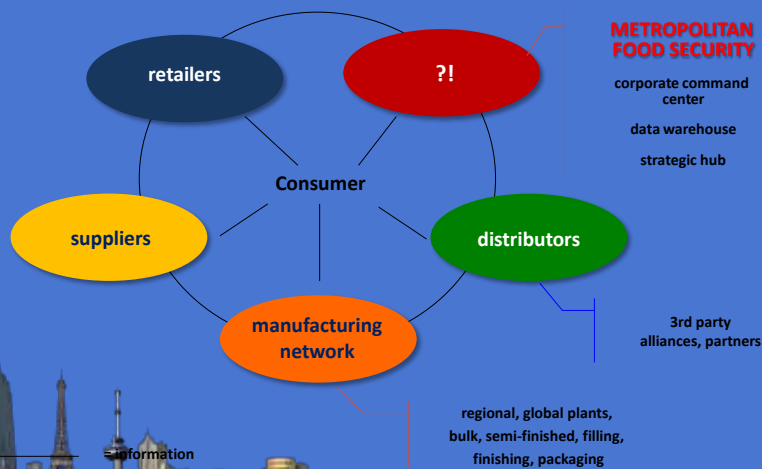 METROPOLITAN
FOOD SECURITY
retailers
?!
corporate command
center
data warehouse
strategic hub
Consumer
suppliers
distributors
manufacturing
network
3rd party
alliances, partners
regional, global plants,
bulk, semi-finished, filling,
finishing, packaging
= information